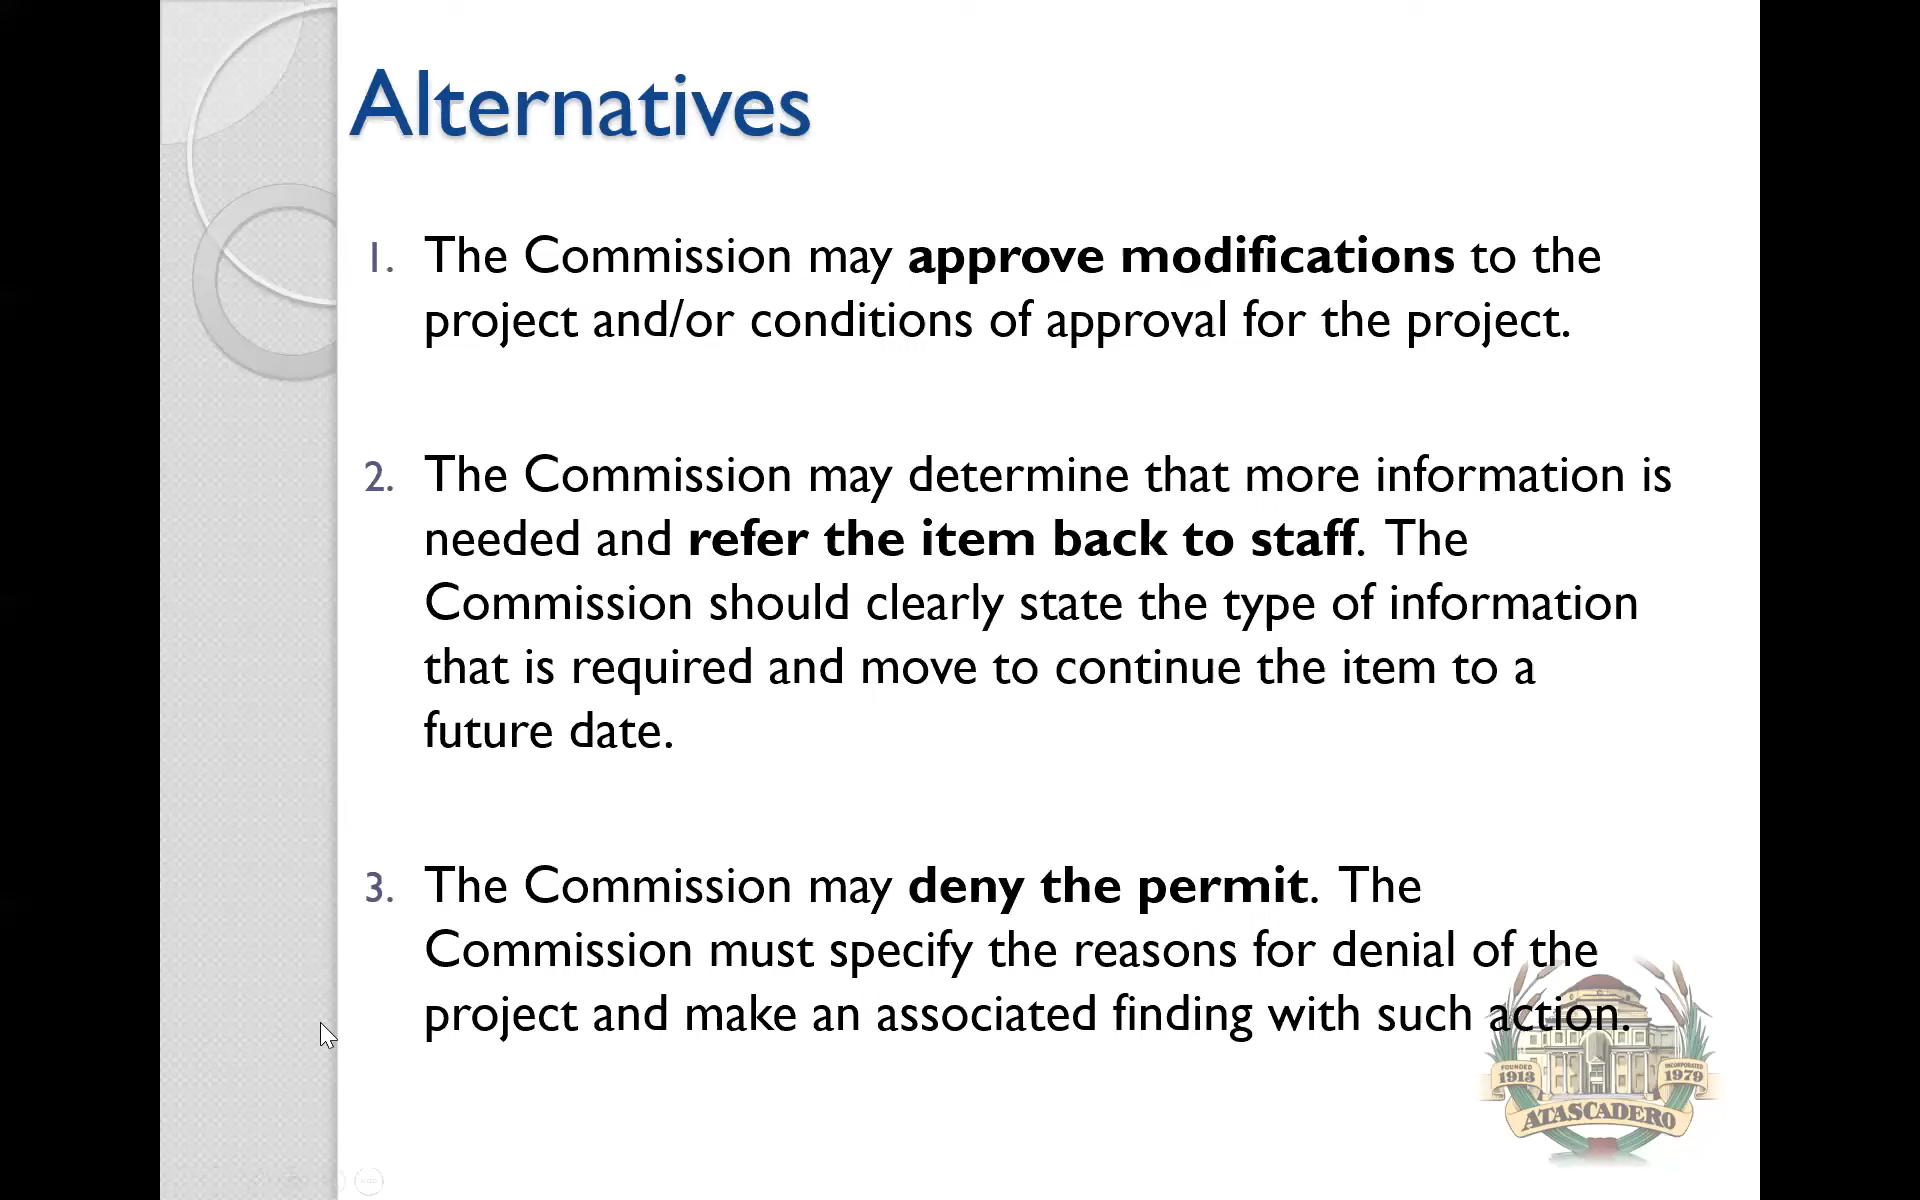 Alternatives
1. The Commission may approve modifications to the
project and/or conditions of approval for the project.
2. The Commission may determine that more information is
needed and refer the item back to staff. The
Commission should clearly state the type of information
that is required and move to continue the item to a
future date.
3. The Commission may deny the permit. The
Commission must specify the reasons for denial of the
project and make an associated finding with such action.
FOUNDED
1913
INCORPORATED
1979
ATASCADERO